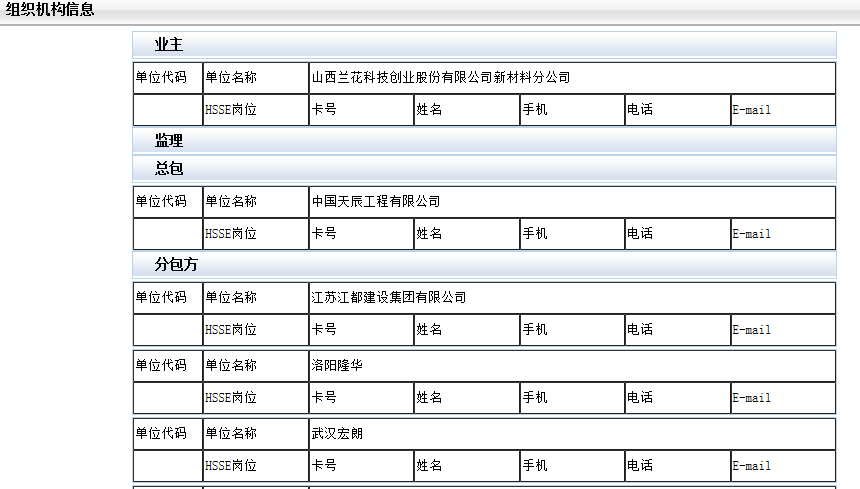 组织机构信息
业主
单位代码 单位名称 山西兰花科技创业股份有限公司新材料分公司
HSSE岗位 卡号 姓名 手机 电话 E-mail
监理
总包
单位代码 单位名称 中国天辰工程有限公司
HSSE岗位 卡号 姓名 手机 电话 E-mail
分包方
单位代码 单位名称 江苏江都建设集团有限公司
HSSE岗位 卡号 姓名 手机 电话 E-mail
单位代码 单位名称 洛阳隆华
HSSE岗位 卡号 姓名 手机 电话 E-mail
单位代码 单位名称 武汉宏朗
HSSE岗位 卡号 姓名 手机 电话 E-mail